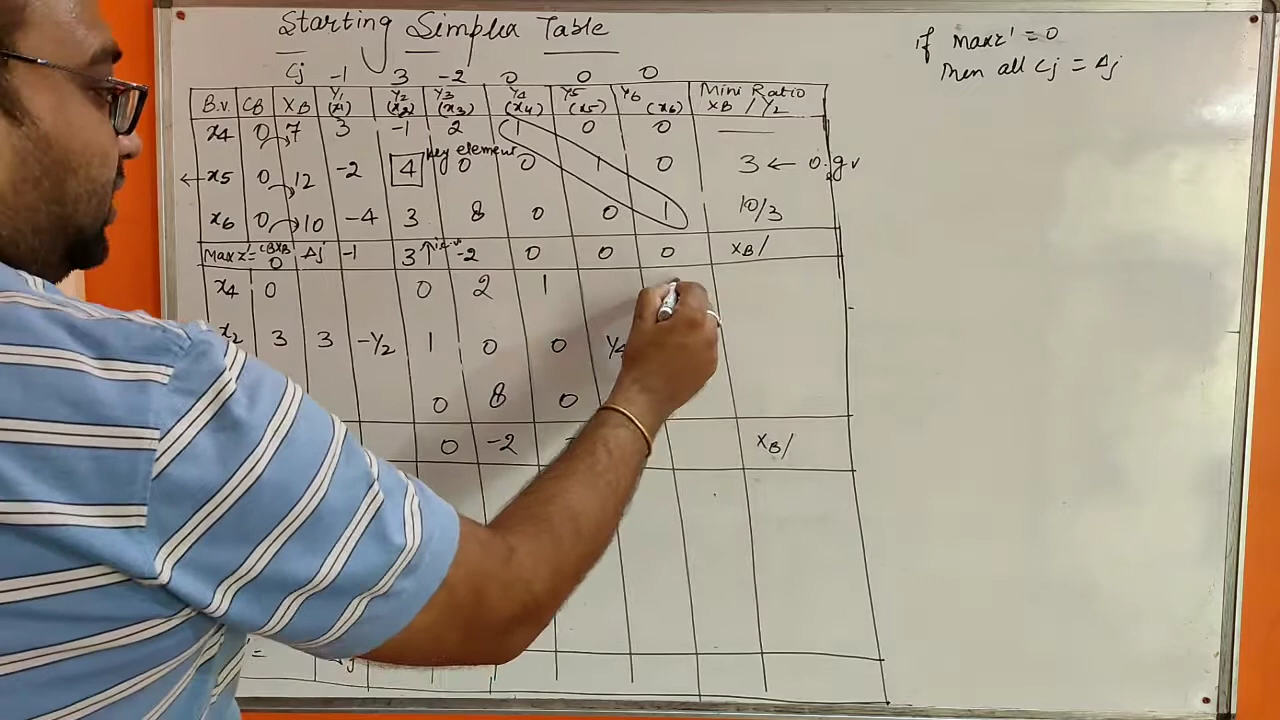 Starting Simplex Table
if Max z' = 0
then all Cj = Δj
Cj -1 3 -2 0 0 0
B.v. CB XB Y1 (x1) Y2 (x2) Y3 (x3) Y4 (x4) Y5 (x5) Y6 (x6) Mini Ratio XB / Y2
x4 0 7 3 -1 2 1 0 0 —
key element
← x5 0 12 -2 4 0 0 1 0 3 ← o.g v
x6 0 10 -4 3 8 0 0 1 10/3
Max z' = CBXB 0 Δj -1 3 ↑ i.v -2 0 0 0 XB/
x4 0 0 2 1
x2 3 3 -1/2 1 0 0
0 8 0
0 -2 XB/